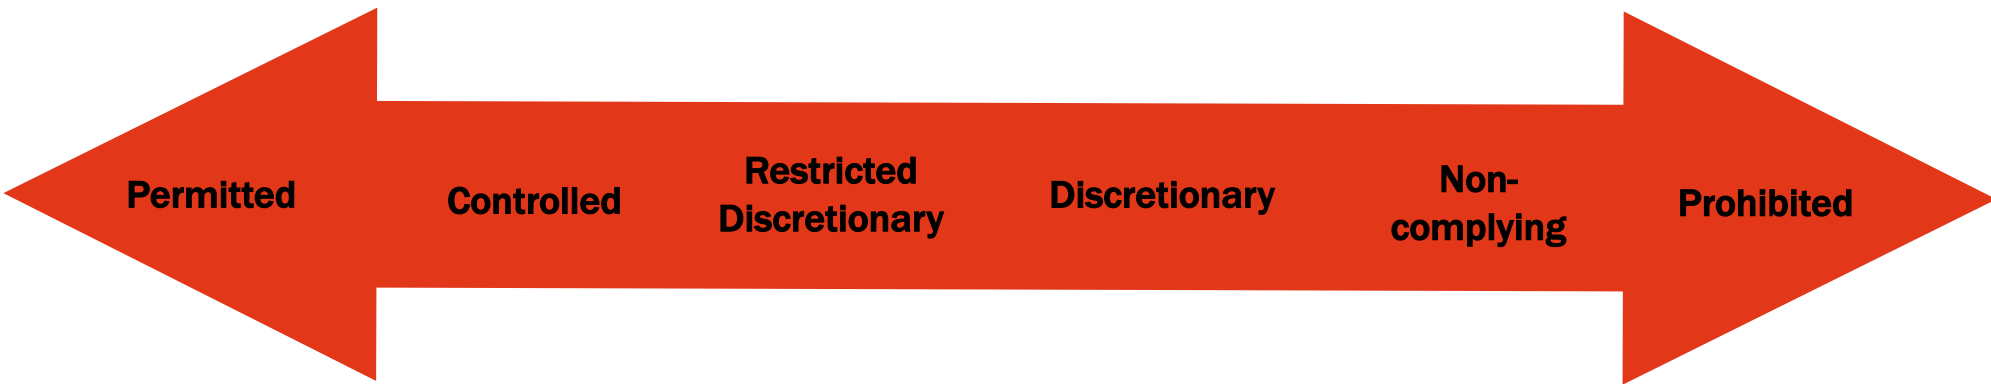 Permitted
Controlled
Restricted
Discretionary
Discretionary
Non-
complying
Prohibited